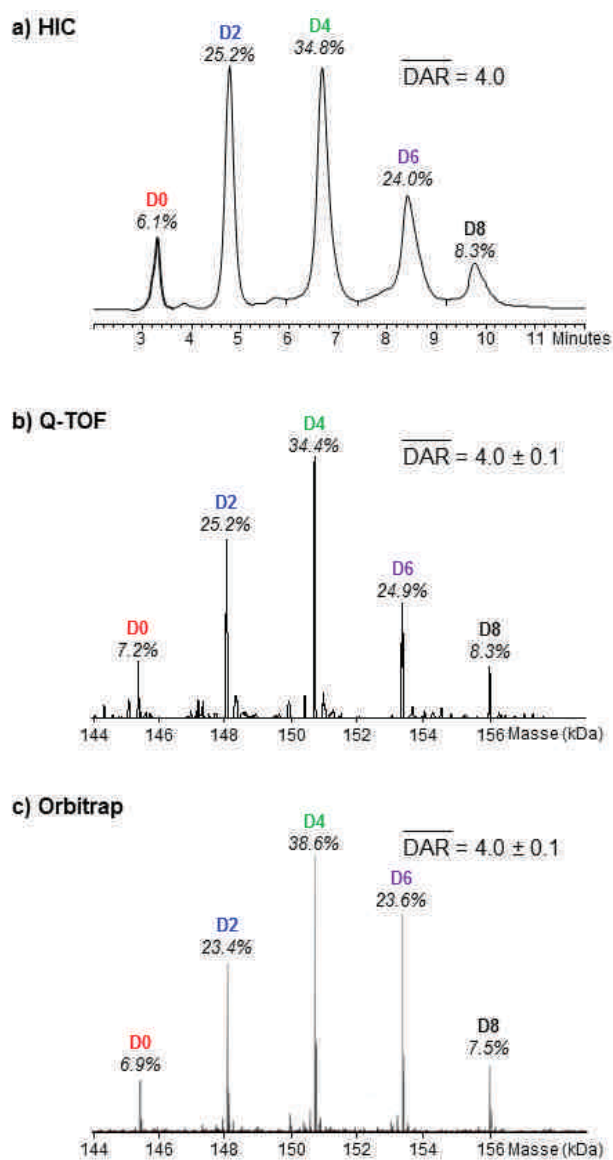 a) HIC
D2
25.2%
D4
34.8%
DAR = 4.0
D6
24.0%
D0
6.1%
D8
8.3%
3 4 5 6 7 8 9 10 11 Minutes
b) Q-TOF
D4
34.4%
DAR = 4.0 ± 0.1
D2
25.2%
D6
24.9%
D0
7.2%
D8
8.3%
144 146 148 150 152 154 156 Masse (kDa)
c) Orbitrap
D4
38.6%
DAR = 4.0 ± 0.1
D6
23.6%
D2
23.4%
D0
6.9%
D8
7.5%
144 146 148 150 152 154 156 Masse (kDa)